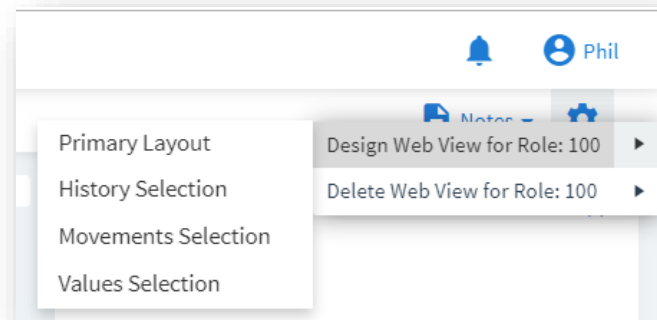 Phil
Notes
Primary Layout
Design Web View for Role: 100
History Selection
Delete Web View for Role: 100
Movements Selection
Values Selection